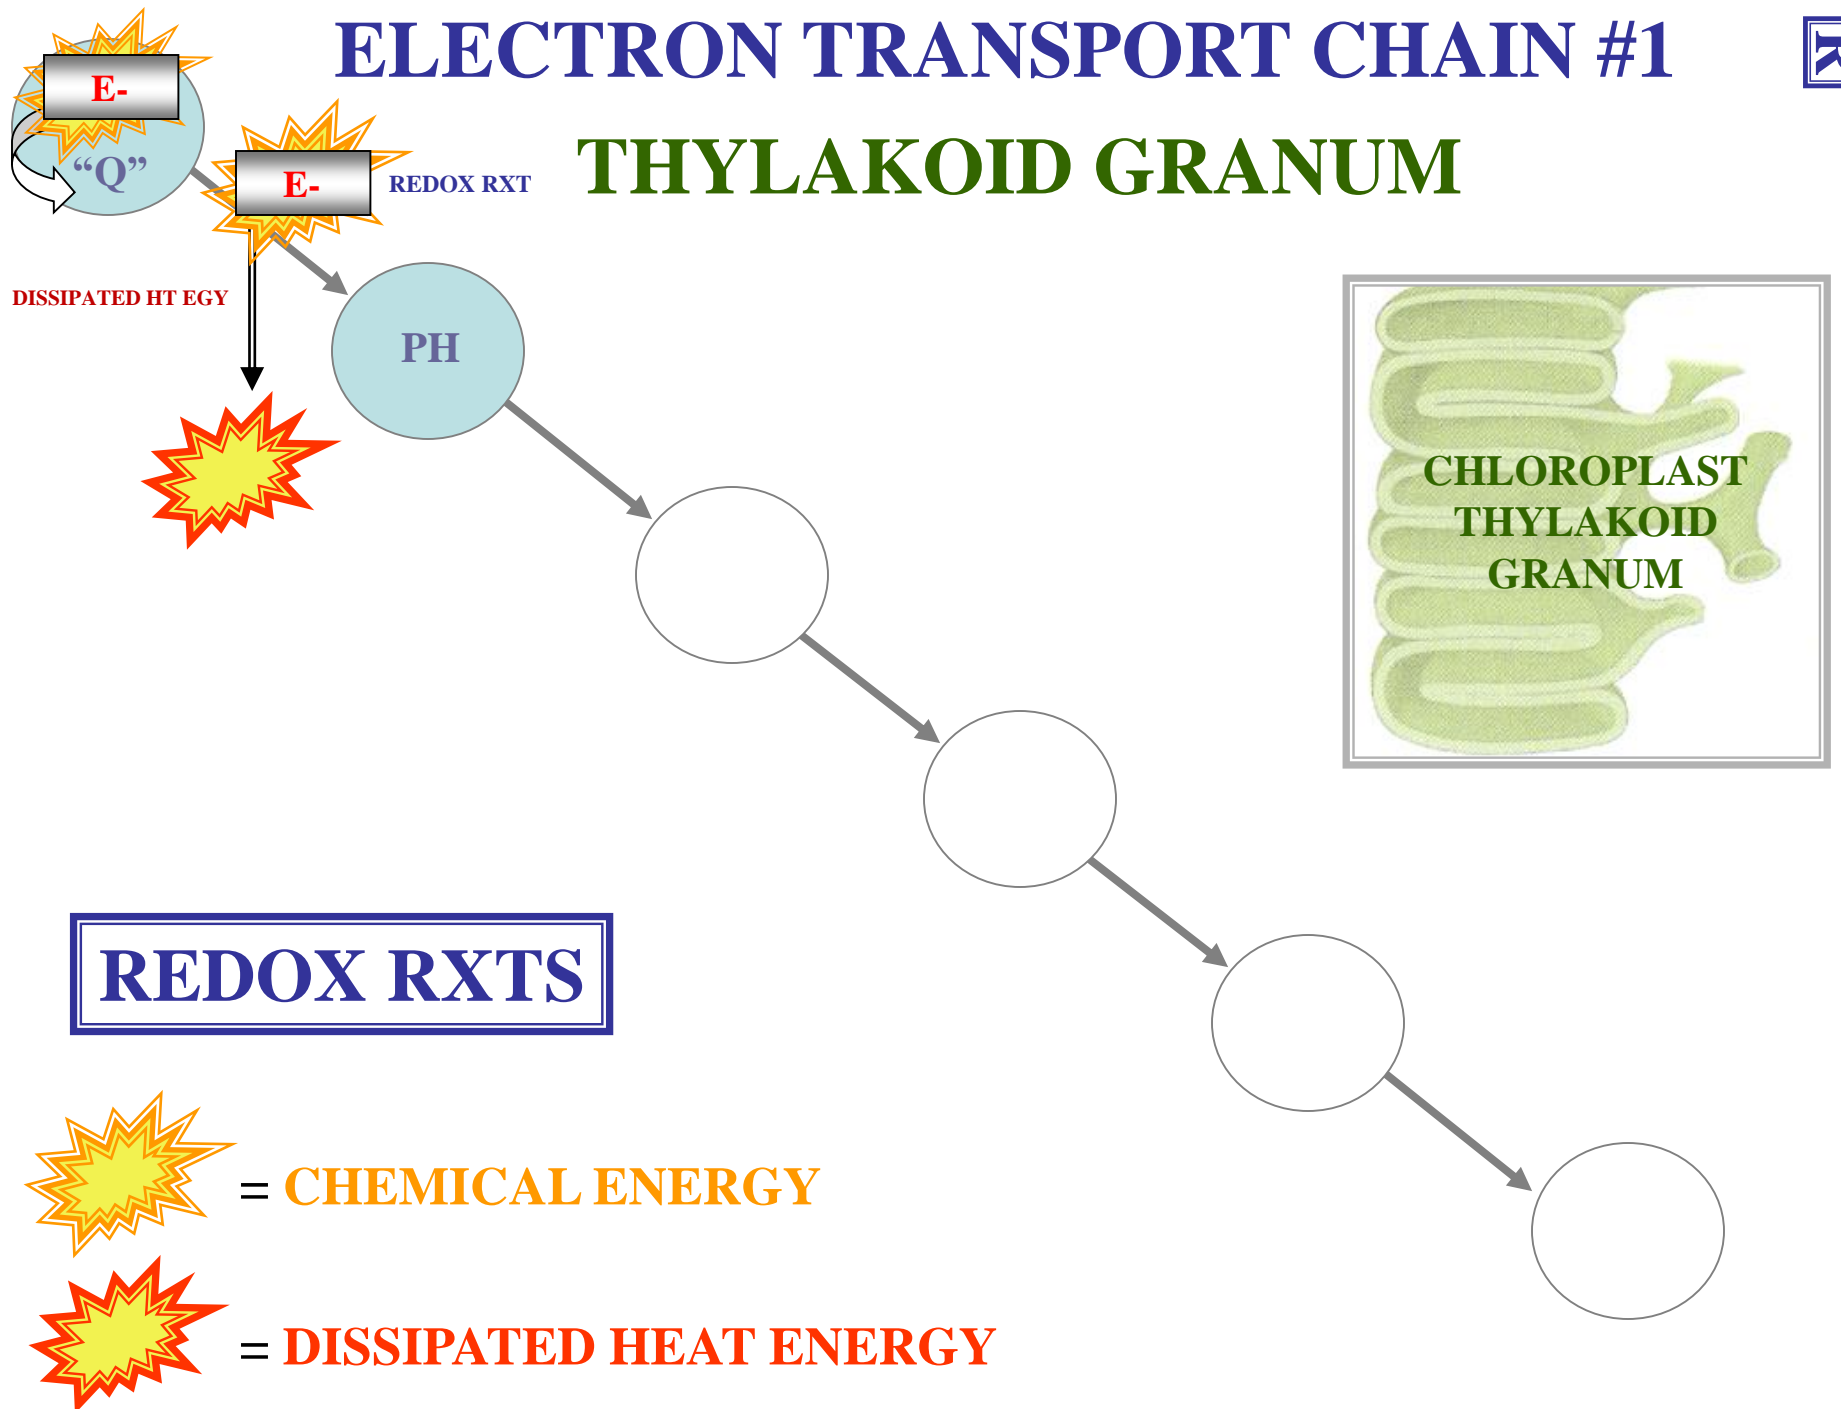 ELECTRON TRANSPORT CHAIN #1
THYLAKOID GRANUM
E-
“Q”
E-
REDOX RXT
DISSIPATED HT EGY
PH
CHLOROPLAST
THYLAKOID
GRANUM
REDOX RXTS
= CHEMICAL ENERGY
= DISSIPATED HEAT ENERGY